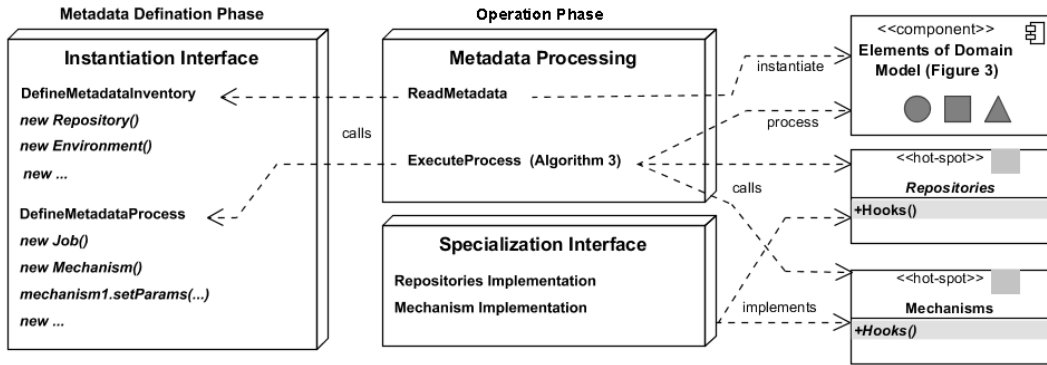 Metadata Defination Phase
Instantiation Interface
DefineMetadataInventory
new Repository()
new Environment()
new ...
DefineMetadataProcess
new Job()
new Mechanism()
mechanism1.setParams(...)
new ...
calls
Operation Phase
Metadata Processing
ReadMetadata
ExecuteProcess (Algorithm 3)
Specialization Interface
Repositories Implementation
Mechanism Implementation
instantiate
process
calls
implements
<<component>>
Elements of Domain
Model (Figure 3)
<<hot-spot>>
Repositories
+Hooks()
<<hot-spot>>
Mechanisms
+Hooks()